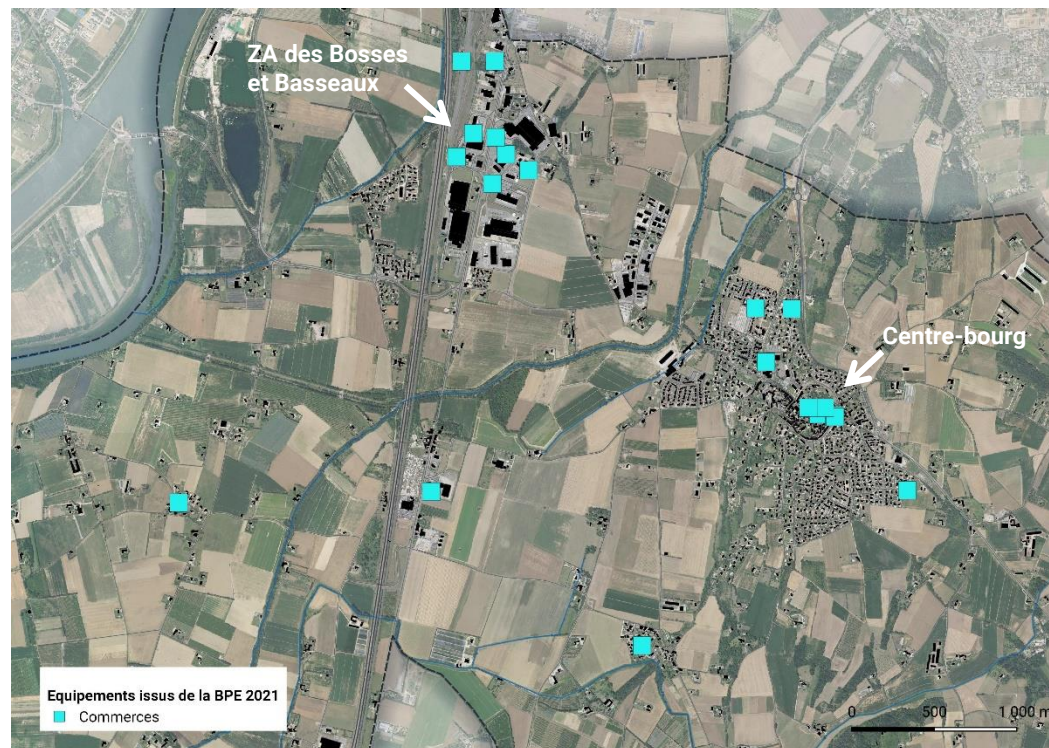 ZA des Bosses
et Basseaux
Centre-bourg
Equipements issus de la BPE 2021
Commerces
0 500 1 000 m